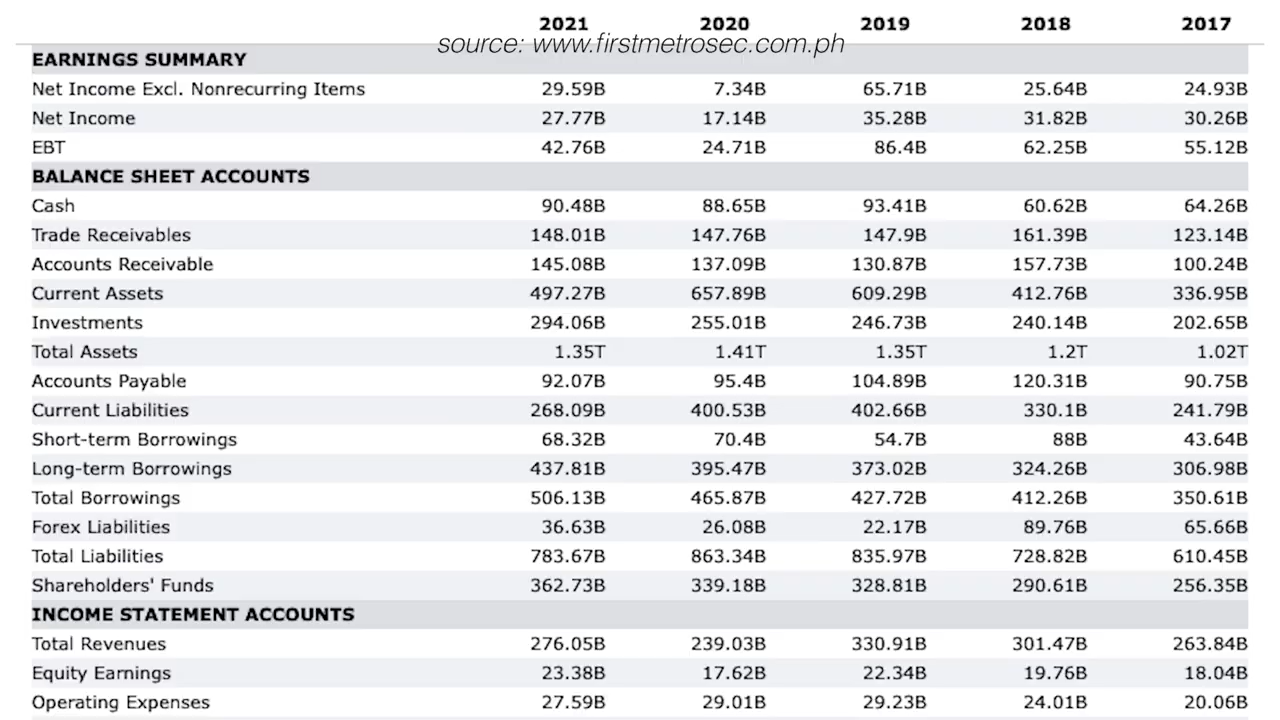 2021 2020 2019 2018 2017
source: www.firstmetrosec.com.ph
EARNINGS SUMMARY
Net Income Excl. Nonrecurring Items 29.59B 7.34B 65.71B 25.64B 24.93B
Net Income 27.77B 17.14B 35.28B 31.82B 30.26B
EBT 42.76B 24.71B 86.4B 62.25B 55.12B
BALANCE SHEET ACCOUNTS
Cash 90.48B 88.65B 93.41B 60.62B 64.26B
Trade Receivables 148.01B 147.76B 147.9B 161.39B 123.14B
Accounts Receivable 145.08B 137.09B 130.87B 157.73B 100.24B
Current Assets 497.27B 657.89B 609.29B 412.76B 336.95B
Investments 294.06B 255.01B 246.73B 240.14B 202.65B
Total Assets 1.35T 1.41T 1.35T 1.2T 1.02T
Accounts Payable 92.07B 95.4B 104.89B 120.31B 90.75B
Current Liabilities 268.09B 400.53B 402.66B 330.1B 241.79B
Short-term Borrowings 68.32B 70.4B 54.7B 88B 43.64B
Long-term Borrowings 437.81B 395.47B 373.02B 324.26B 306.98B
Total Borrowings 506.13B 465.87B 427.72B 412.26B 350.61B
Forex Liabilities 36.63B 26.08B 22.17B 89.76B 65.66B
Total Liabilities 783.67B 863.34B 835.97B 728.82B 610.45B
Shareholders' Funds 362.73B 339.18B 328.81B 290.61B 256.35B
INCOME STATEMENT ACCOUNTS
Total Revenues 276.05B 239.03B 330.91B 301.47B 263.84B
Equity Earnings 23.38B 17.62B 22.34B 19.76B 18.04B
Operating Expenses 27.59B 29.01B 29.23B 24.01B 20.06B